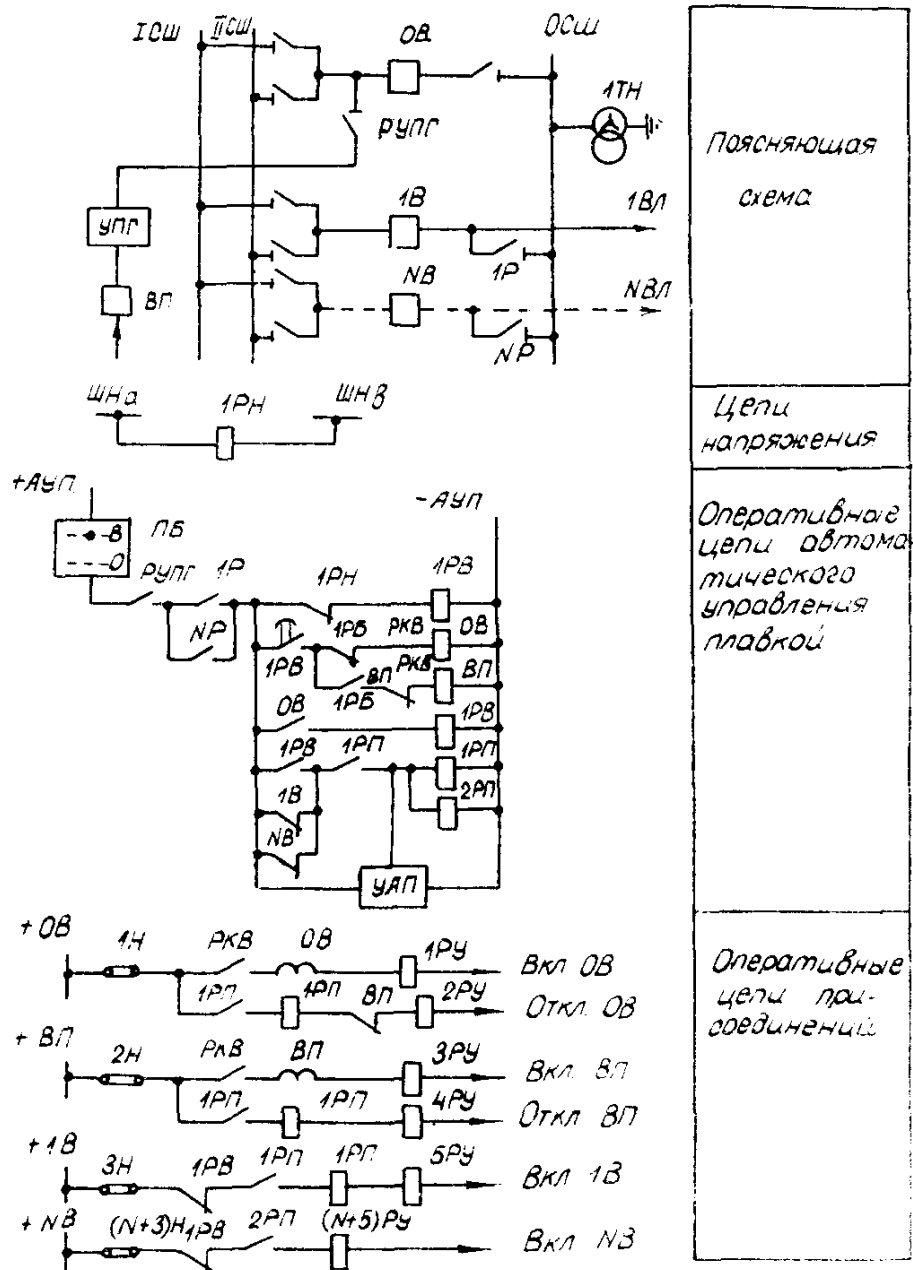 IСШ
IIСШ
ОВ
ОСШ
1ТН
РУПГ
УПГ
ВП
1В
1ВЛ
1Р
NВ
NВЛ
NР
Поясняющая
схема
ШНа
1РН
ШНв
Цепи
напряжения
+АУП
-АУП
ПБ
В
О
РУПГ
1Р
NР
1РН
1РВ
1РВ
1РБ
РКВ
ОВ
1РБ
ВП
РКВ
ВП
ОВ
1РВ
1РВ
1РП
1РП
1В
2РП
NВ
УАП
Оперативные
цепи автома
тического
управления
плавкой
+ ОВ
1Н
РКВ
ОВ
1РУ
Вкл ОВ
1РП
1РП
ВП
2РУ
Откл. ОВ
+ ВП
2Н
РКВ
ВП
3РУ
Вкл. ВП
1РП
1РП
4РУ
Откл ВП
+ 1В
3Н
1РВ
1РП
1РП
5РУ
Вкл 1В
+ NВ
(N+3)Н
1РВ
2РП
(N+5)РУ
Вкл NВ
Оперативные
цепи при-
соединений